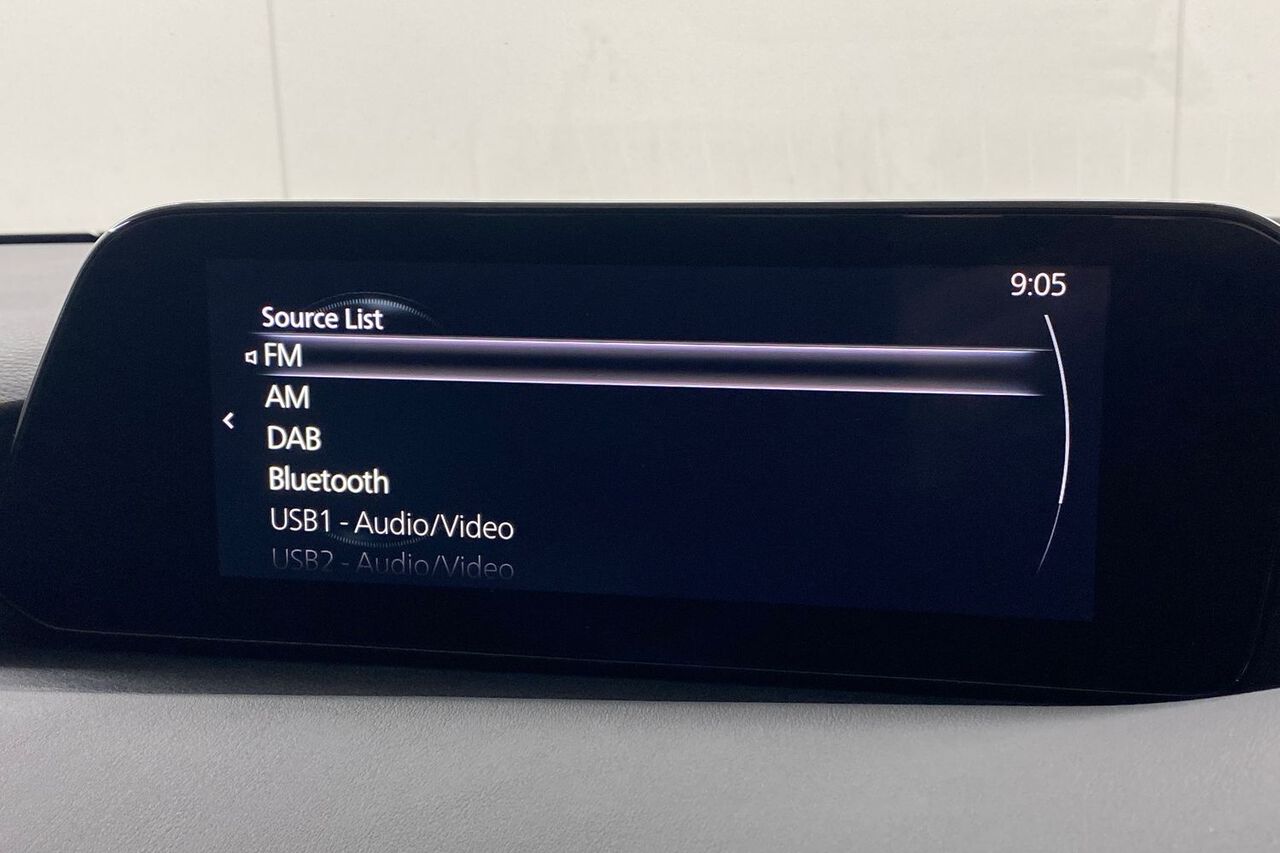 9:05
Source List
FM
AM
DAB
Bluetooth
USB1 - Audio/Video
USB2 - Audio/Video